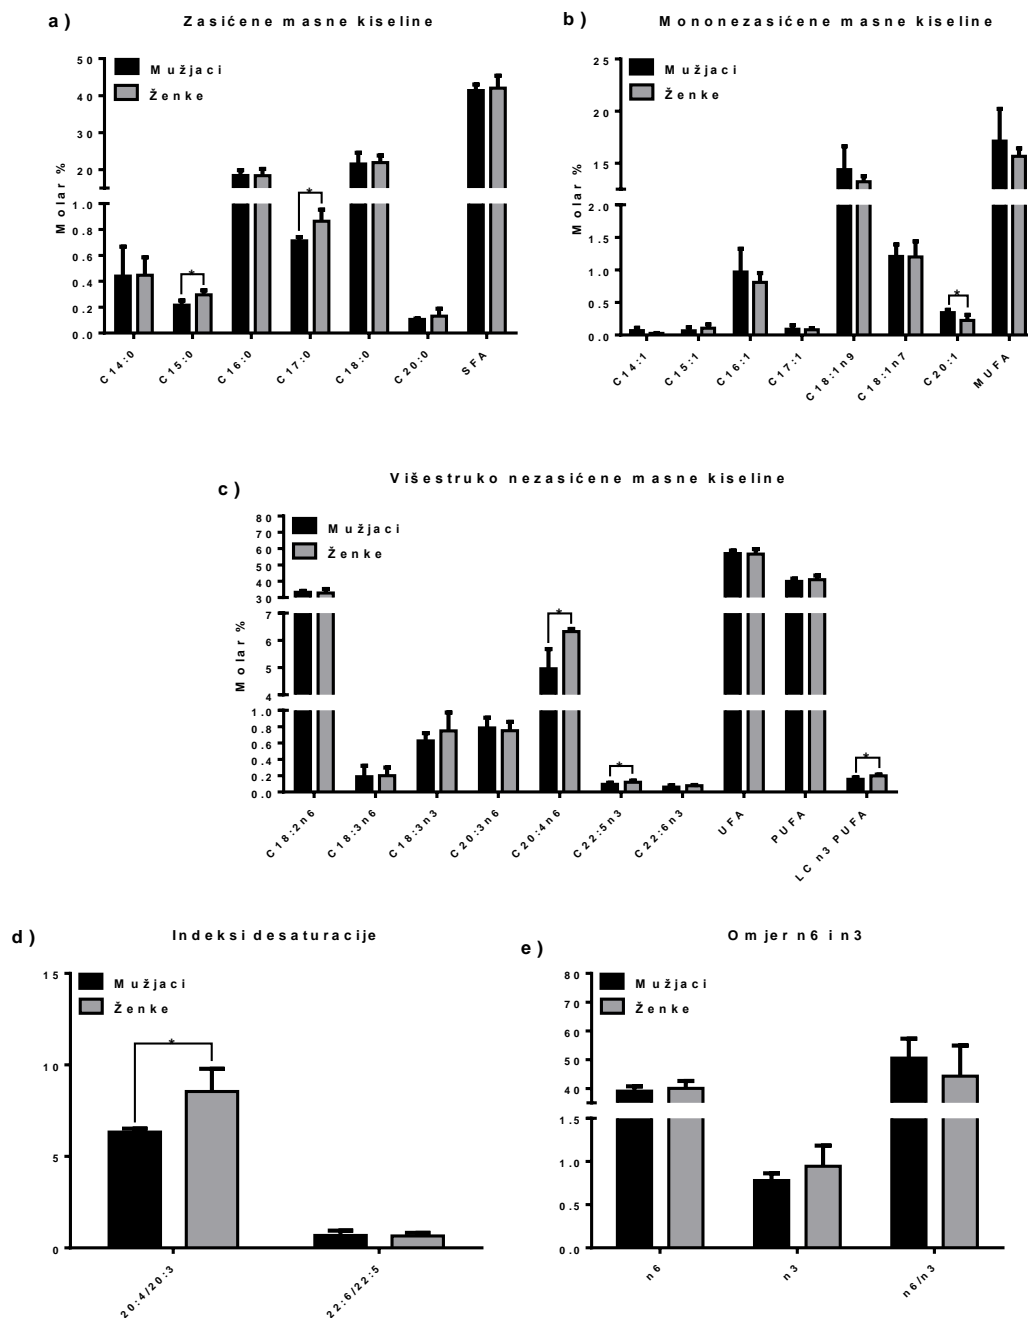 a) Zasićene masne kiseline
50
40
30
20
1.0
0.8
0.6
0.4
0.2
0.0
Molar %
Mužjaci
Ženke
*
*
C14:0
C15:0
C16:0
C17:0
C18:0
C20:0
SFA
b) Mononezasićene masne kiseline
25
20
15
2.0
1.5
1.0
0.5
0.0
Molar %
Mužjaci
Ženke
*
C14:1
C15:1
C16:1
C17:1
C18:1n9
C18:1n7
C20:1
MUFA
c) Višestruko nezasićene masne kiseline
80
70
60
50
40
30
7
6
5
4
1.0
0.8
0.6
0.4
0.2
0.0
Molar %
Mužjaci
Ženke
*
*
*
C18:2n6
C18:3n6
C18:3n3
C20:3n6
C20:4n6
C22:5n3
C22:6n3
UFA
PUFA
LC n3 PUFA
d) Indeksi desaturacije
15
10
5
0
Mužjaci
Ženke
*
20:4/20:3
22:6/22:5
e) Omjer n6 i n3
80
70
60
50
40
1.5
1.0
0.5
0.0
Mužjaci
Ženke
n6
n3
n6/n3